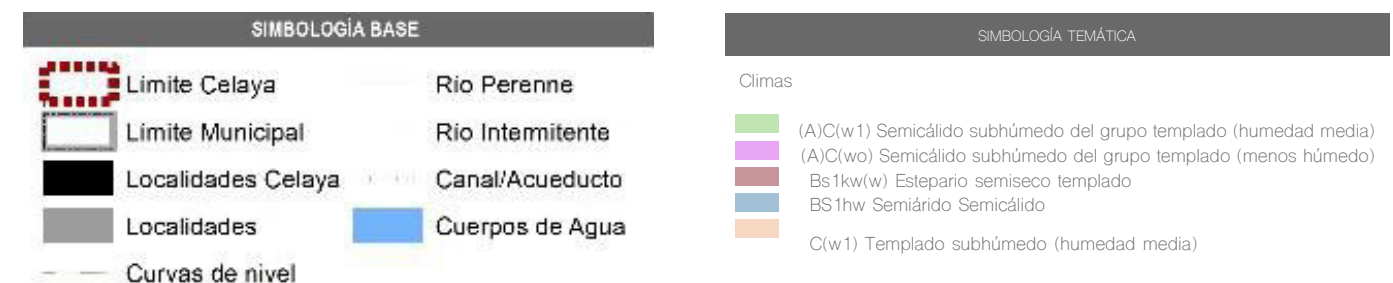 SIMBOLOGÍA BASE
Limite Celaya
Rio Perenne
Limite Municipal
Rio Intermitente
Localidades Celaya
Canal/Acueducto
Localidades
Cuerpos de Agua
Curvas de nivel
SIMBOLOGÍA TEMÁTICA
Climas
(A)C(w1) Semicálido subhúmedo del grupo templado (humedad media)
(A)C(wo) Semicálido subhúmedo del grupo templado (menos húmedo)
Bs1kw(w) Estepario semiseco templado
BS1hw Semiárido Semicálido
C(w1) Templado subhúmedo (humedad media)